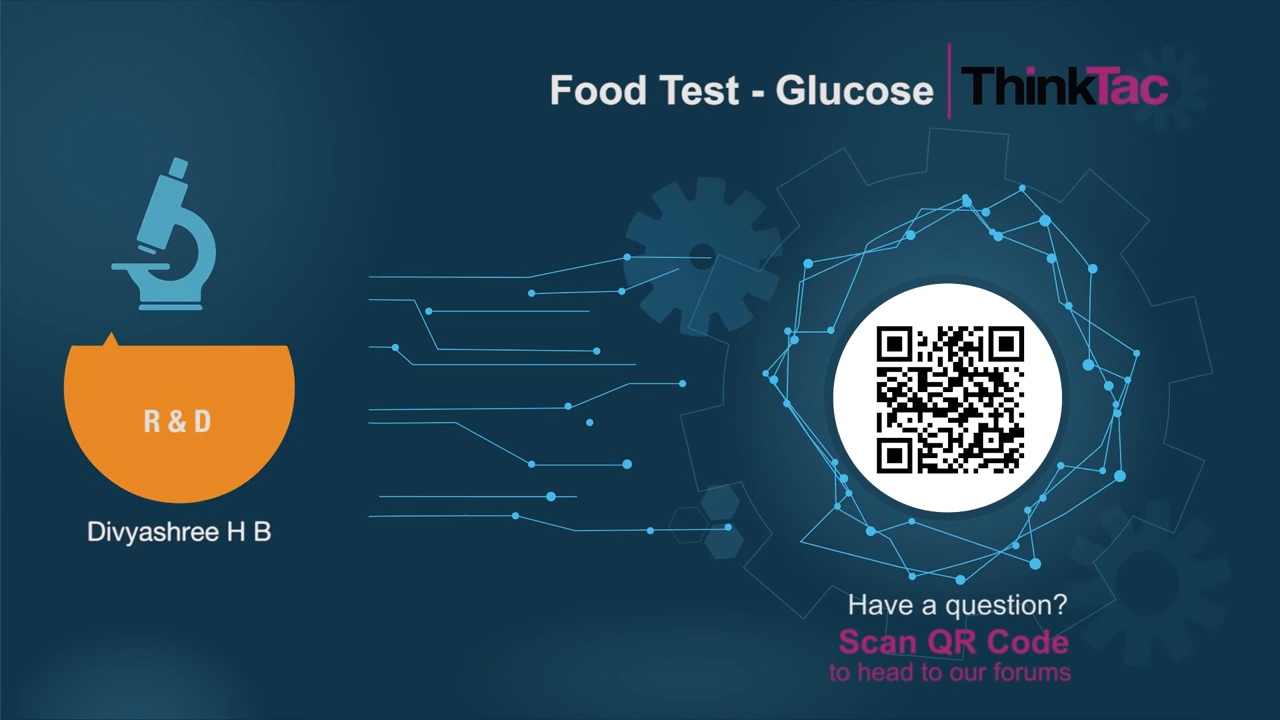 Food Test - Glucose
ThinkTac
R & D
Divyashree H B
Have a question?
Scan QR Code
to head to our forums